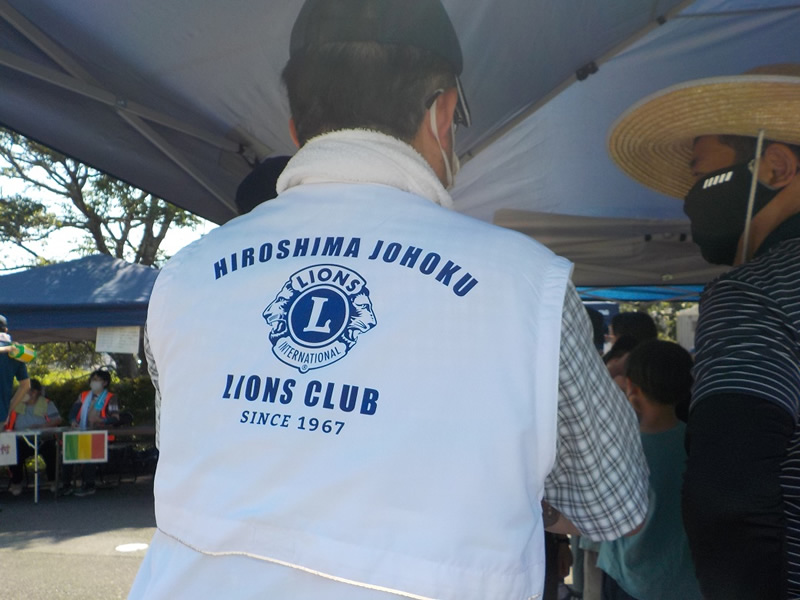 HIROSHIMA JOHOKU
LIONS
L
INTERNATIONAL
®
LIONS CLUB
SINCE 1967